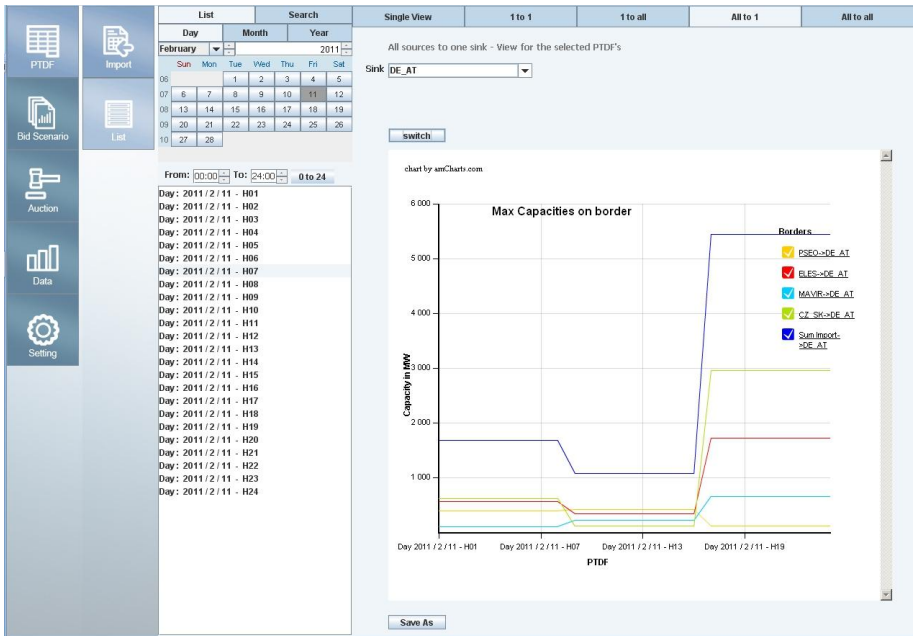 PTDF
Bid Scenario
Auction
Data
Setting
Import
List
List Search
Day Month Year
February 2011
Sun Mon Tue Wed Thu Fri Sat
06 1 2 3 4 5
07 6 7 8 9 10 11 12
08 13 14 15 16 17 18 19
09 20 21 22 23 24 25 26
10 27 28
From: 00:00 To: 24:00 0 to 24
Day: 2011/2/11 - H01
Day: 2011/2/11 - H02
Day: 2011/2/11 - H03
Day: 2011/2/11 - H04
Day: 2011/2/11 - H05
Day: 2011/2/11 - H06
Day: 2011/2/11 - H07
Day: 2011/2/11 - H08
Day: 2011/2/11 - H09
Day: 2011/2/11 - H10
Day: 2011/2/11 - H11
Day: 2011/2/11 - H12
Day: 2011/2/11 - H13
Day: 2011/2/11 - H14
Day: 2011/2/11 - H15
Day: 2011/2/11 - H16
Day: 2011/2/11 - H17
Day: 2011/2/11 - H18
Day: 2011/2/11 - H19
Day: 2011/2/11 - H20
Day: 2011/2/11 - H21
Day: 2011/2/11 - H22
Day: 2011/2/11 - H23
Day: 2011/2/11 - H24
Single View 1 to 1 1 to all All to 1 All to all
All sources to one sink - View for the selected PTDF's
Sink DE_AT
switch
chart by amCharts.com
Max Capacities on border
6 000
5 000
4 000
3 000
2 000
1 000
Capacity in MW
Borders
PSEO->DE_AT
ELES->DE_AT
MAVIR->DE_AT
CZ_SK->DE_AT
Sum Import-
>DE_AT
Day 2011 / 2 / 11 - H01 Day 2011 / 2 / 11 - H07 Day 2011 / 2 / 11 - H13 Day 2011 / 2 / 11 - H19
PTDF
Save As